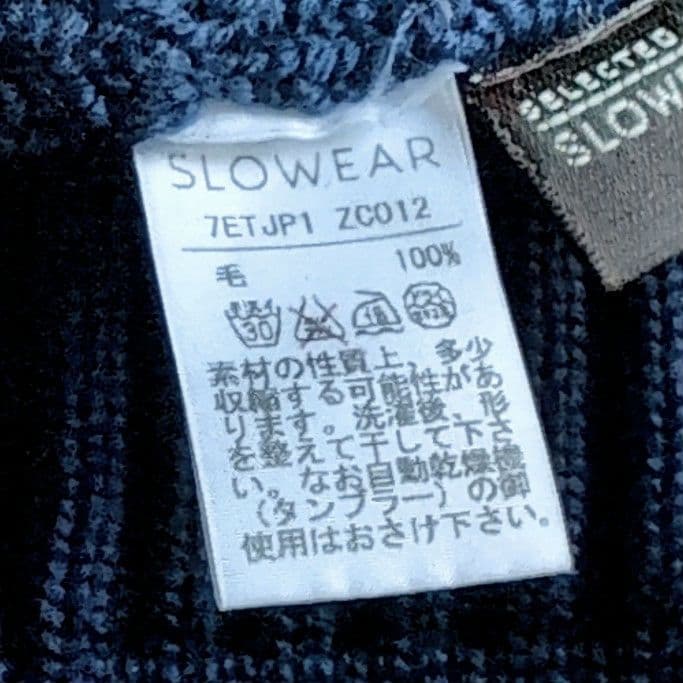 SLOWEAR
7ETJP1 ZC012
毛 100%
30
素材の性質上、多少
収縮する可能性があ
ります。洗濯後、形
を整えて干して下さ
い。なお自動乾燥機
（タンブラー）の御
使用はおさけ下さい。
SELECTED
SLOW